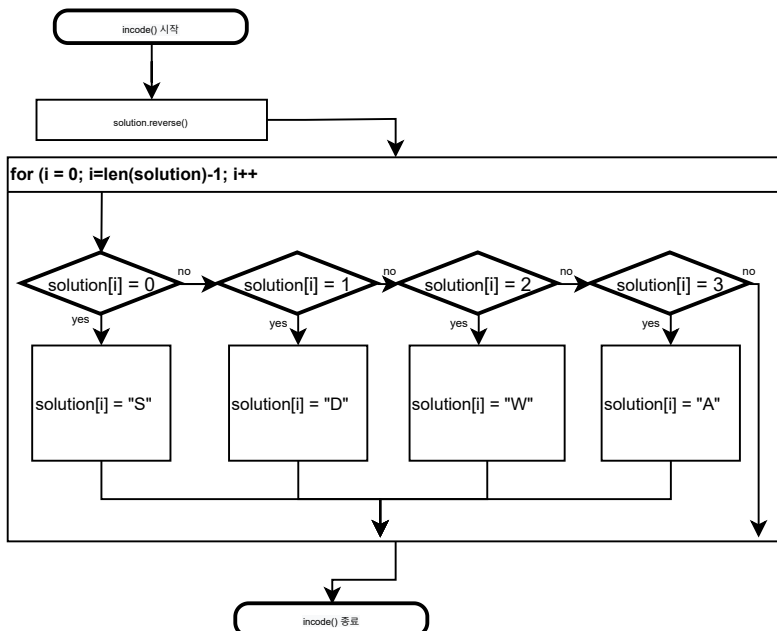 incode() 시작
solution.reverse()
for (i = 0; i=len(solution)-1; i++
solution[i] = 0
no
solution[i] = 1
no
solution[i] = 2
no
solution[i] = 3
no
yes
yes
yes
yes
solution[i] = "S"
solution[i] = "D"
solution[i] = "W"
solution[i] = "A"
incode() 종료